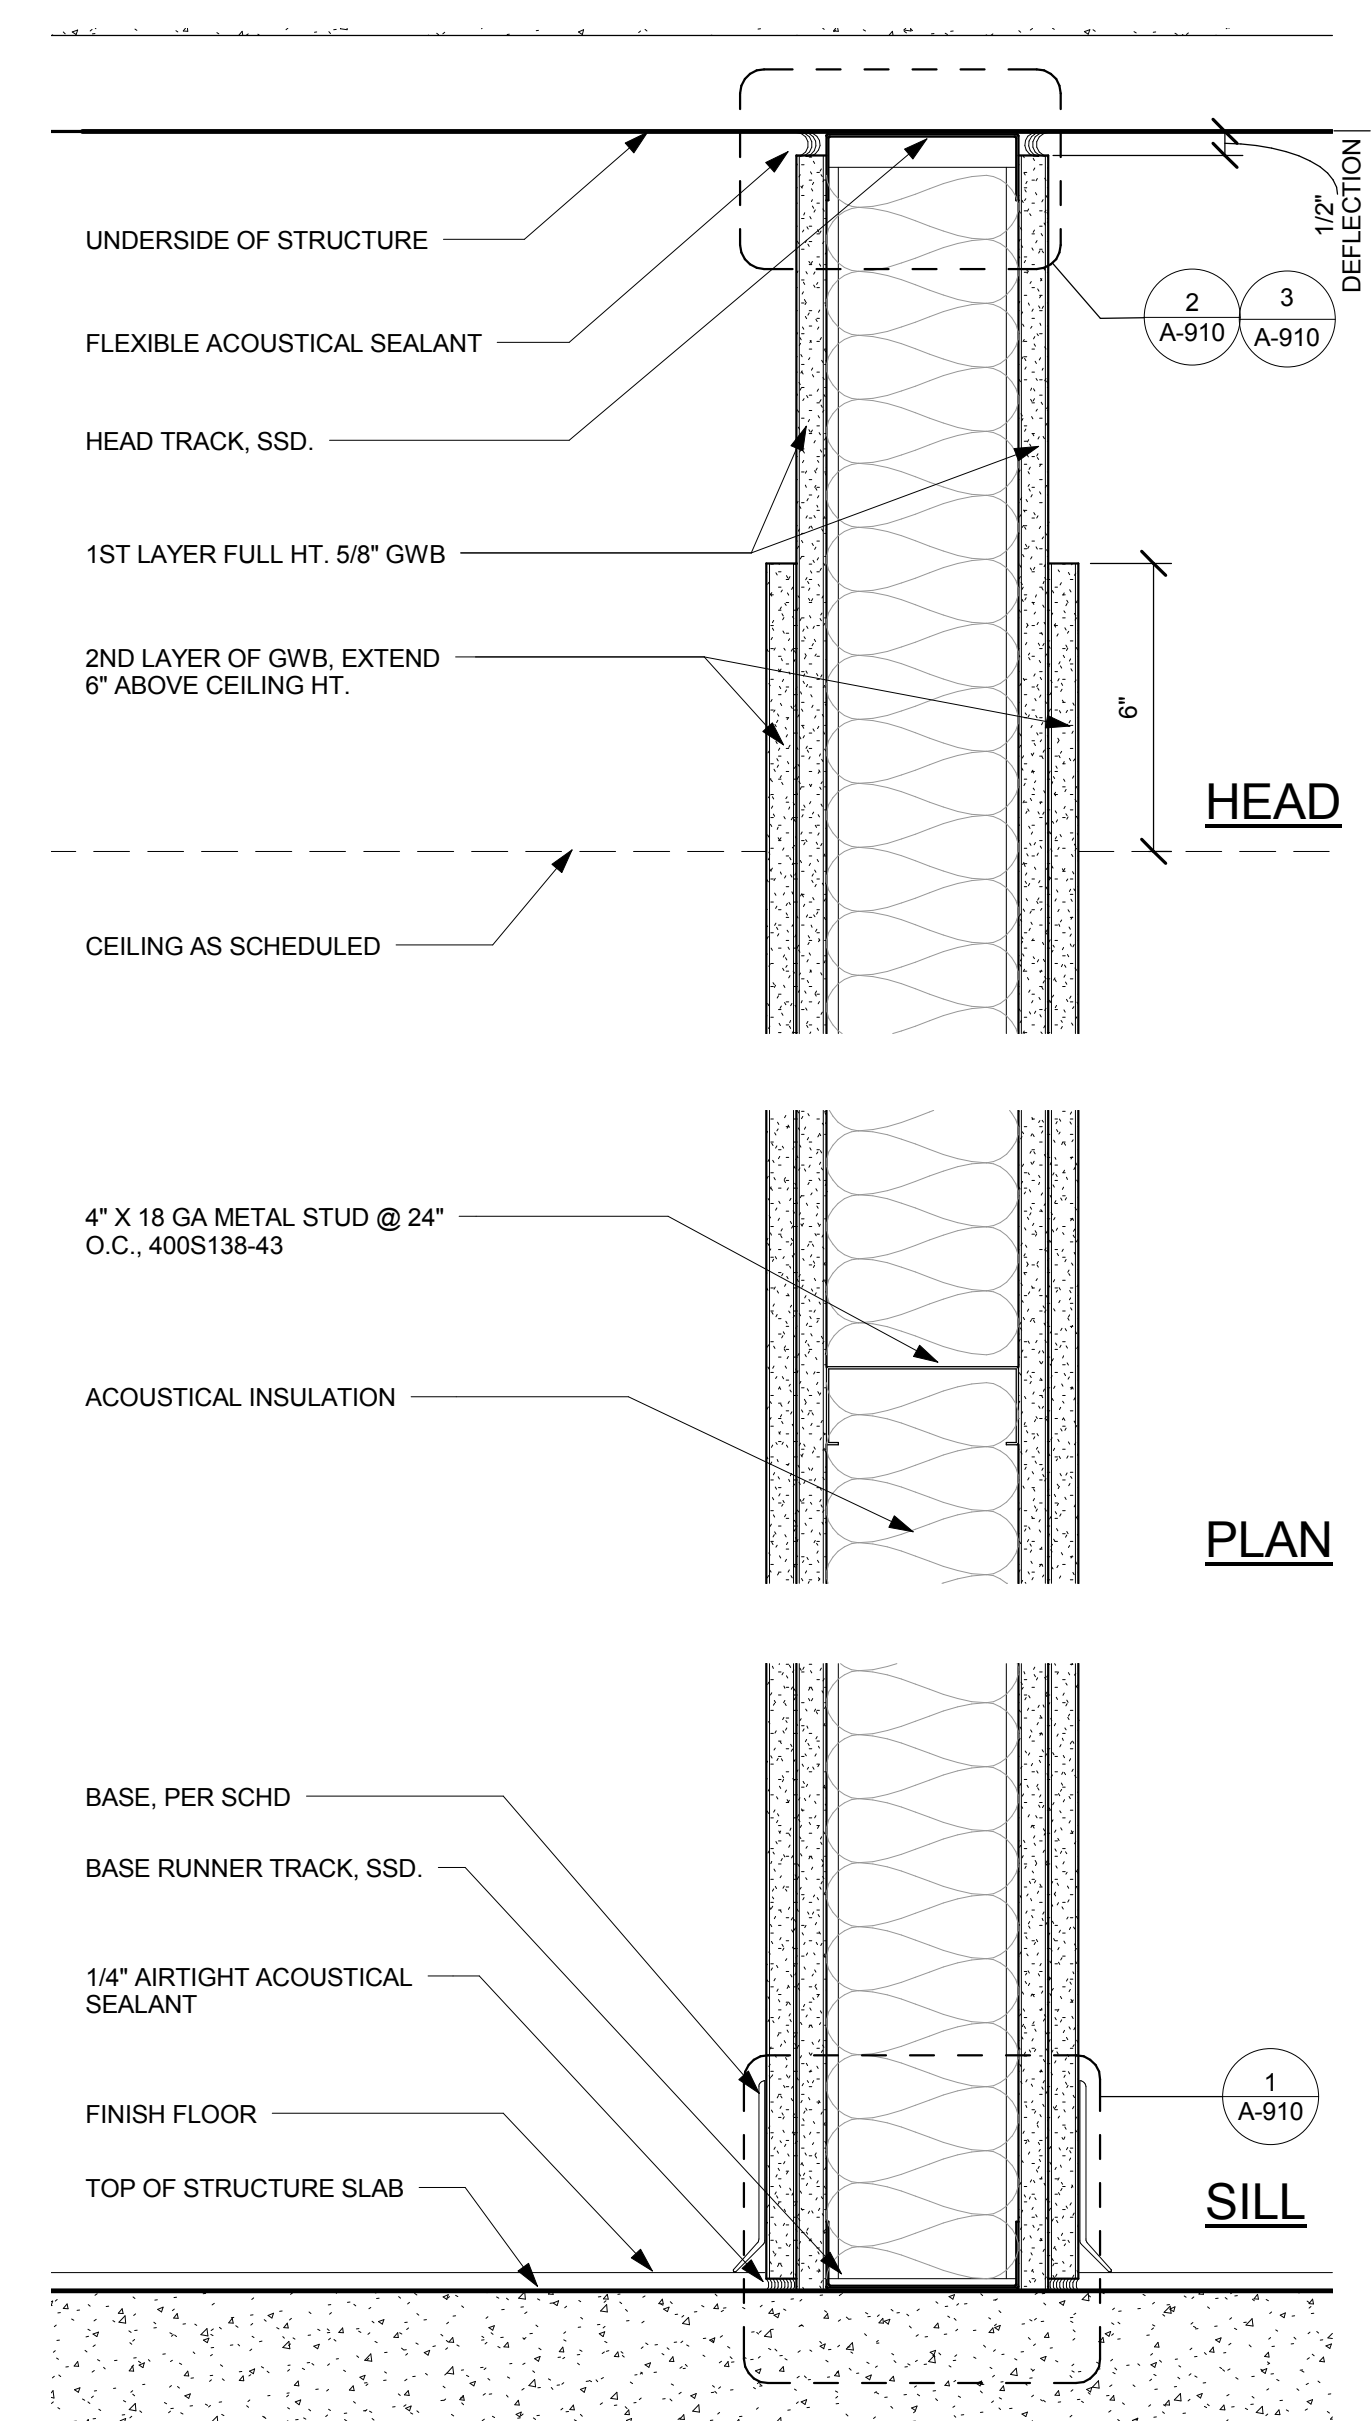 UNDERSIDE OF STRUCTURE
1/2"
DEFLECTION
2
A-910
3
A-910
FLEXIBLE ACOUSTICAL SEALANT
HEAD TRACK, SSD.
1ST LAYER FULL HT. 5/8" GWB
2ND LAYER OF GWB, EXTEND
6" ABOVE CEILING HT.
6"
HEAD
CEILING AS SCHEDULED
4" X 18 GA METAL STUD @ 24"
O.C., 400S138-43
ACOUSTICAL INSULATION
PLAN
BASE, PER SCHD
BASE RUNNER TRACK, SSD.
1/4" AIRTIGHT ACOUSTICAL
SEALANT
1
A-910
FINISH FLOOR
TOP OF STRUCTURE SLAB
SILL